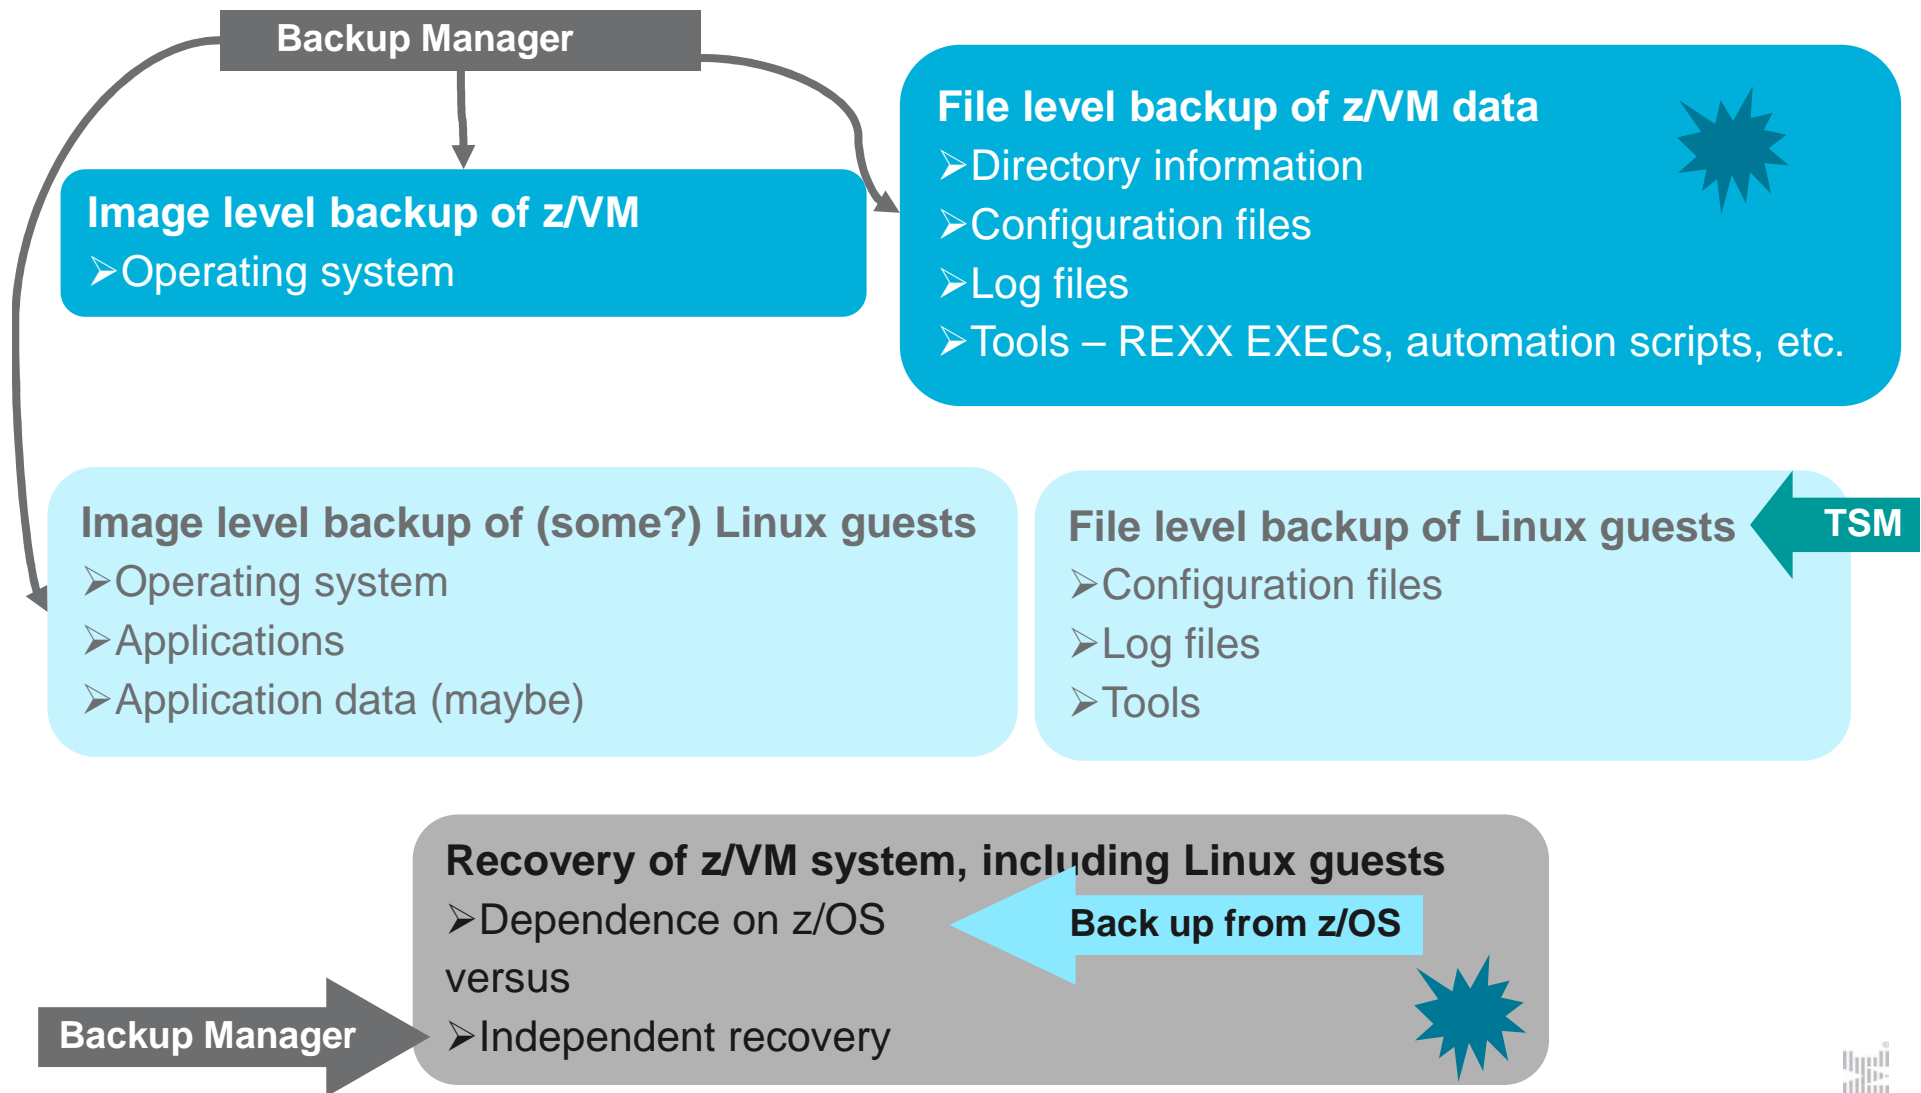 Backup Manager
Image level backup of z/VM
➢Operating system
File level backup of z/VM data
➢Directory information
➢Configuration files
➢Log files
➢Tools – REXX EXECs, automation scripts, etc.
Image level backup of (some?) Linux guests
➢Operating system
➢Applications
➢Application data (maybe)
File level backup of Linux guests
➢Configuration files
➢Log files
➢Tools
TSM
Recovery of z/VM system, including Linux guests
➢Dependence on z/OS
versus
➢Independent recovery
Back up from z/OS
Backup Manager